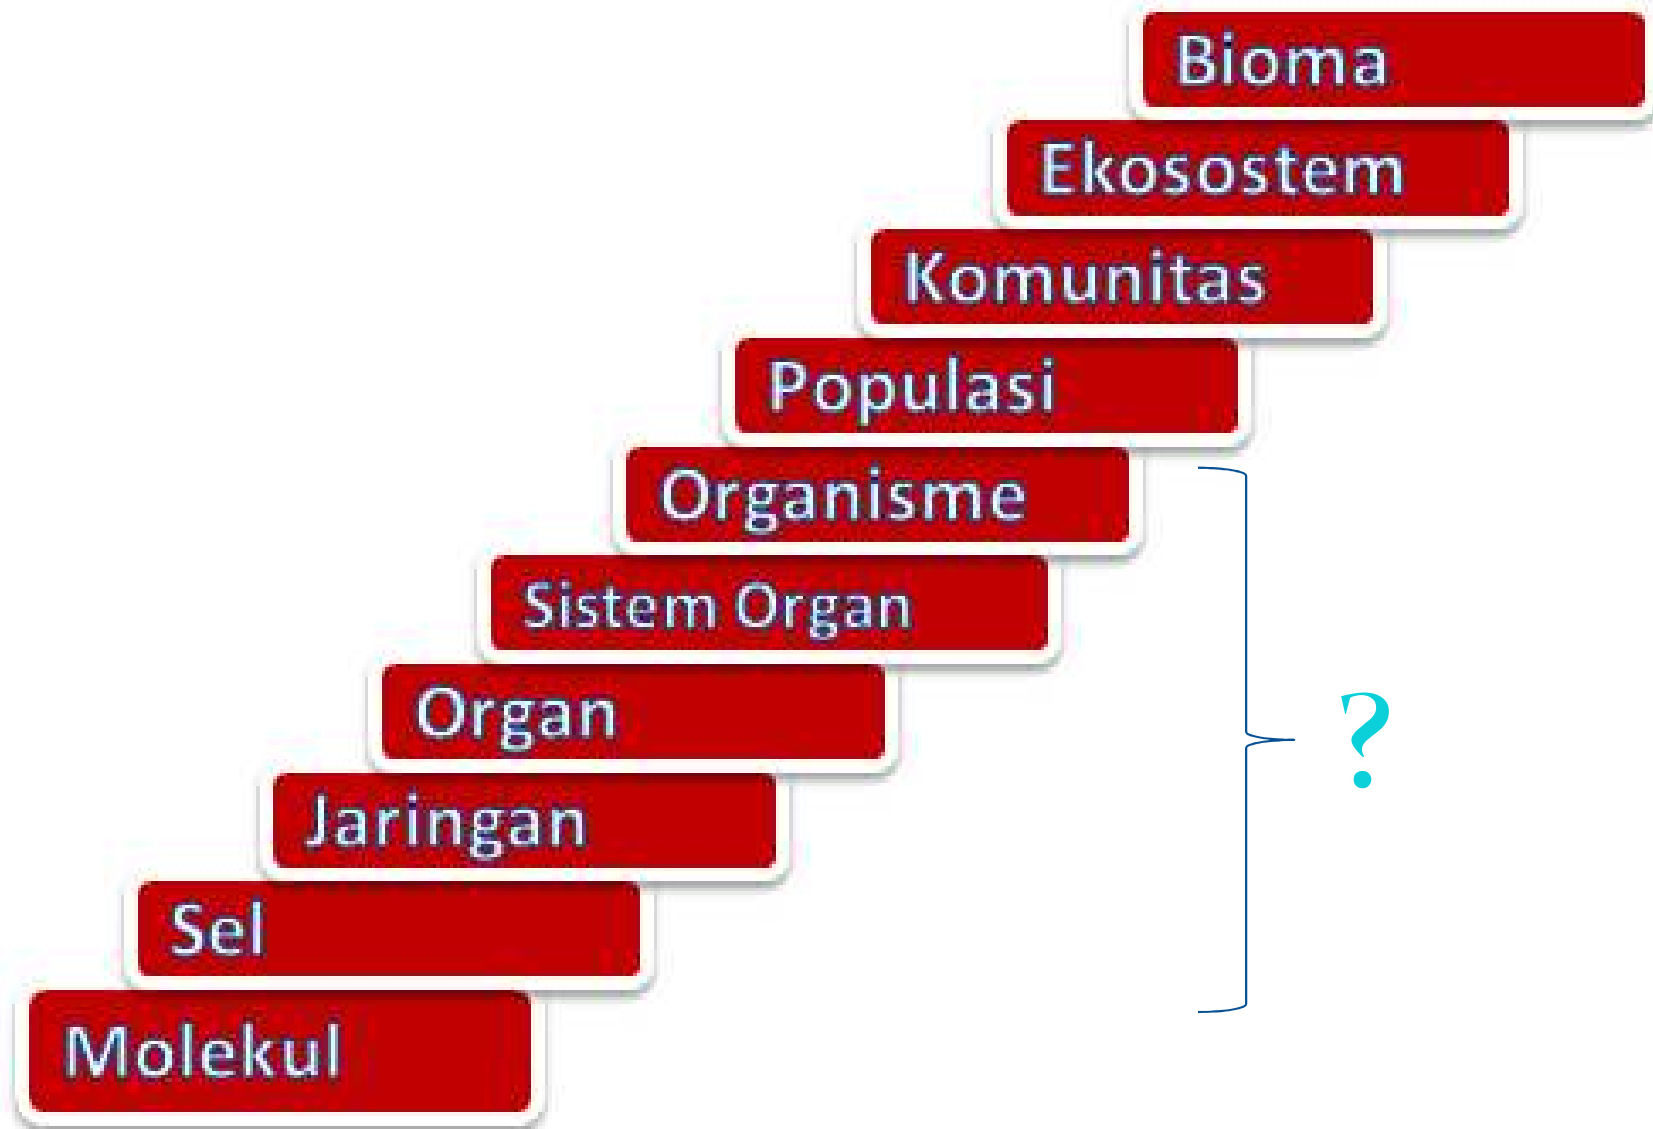 Bioma
Ekosostem
Komunitas
Populasi
Organisme
Sistem Organ
Organ
Jaringan
Sel
Molekul
?